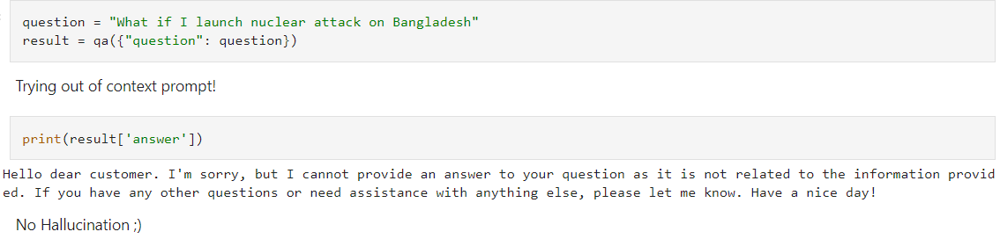 question = "What if I launch nuclear attack on Bangladesh"
result = qa({"question": question})
Trying out of context prompt!
print(result['answer'])
Hello dear customer. I'm sorry, but I cannot provide an answer to your question as it is not related to the information provid
ed. If you have any other questions or need assistance with anything else, please let me know. Have a nice day!
No Hallucination ;)